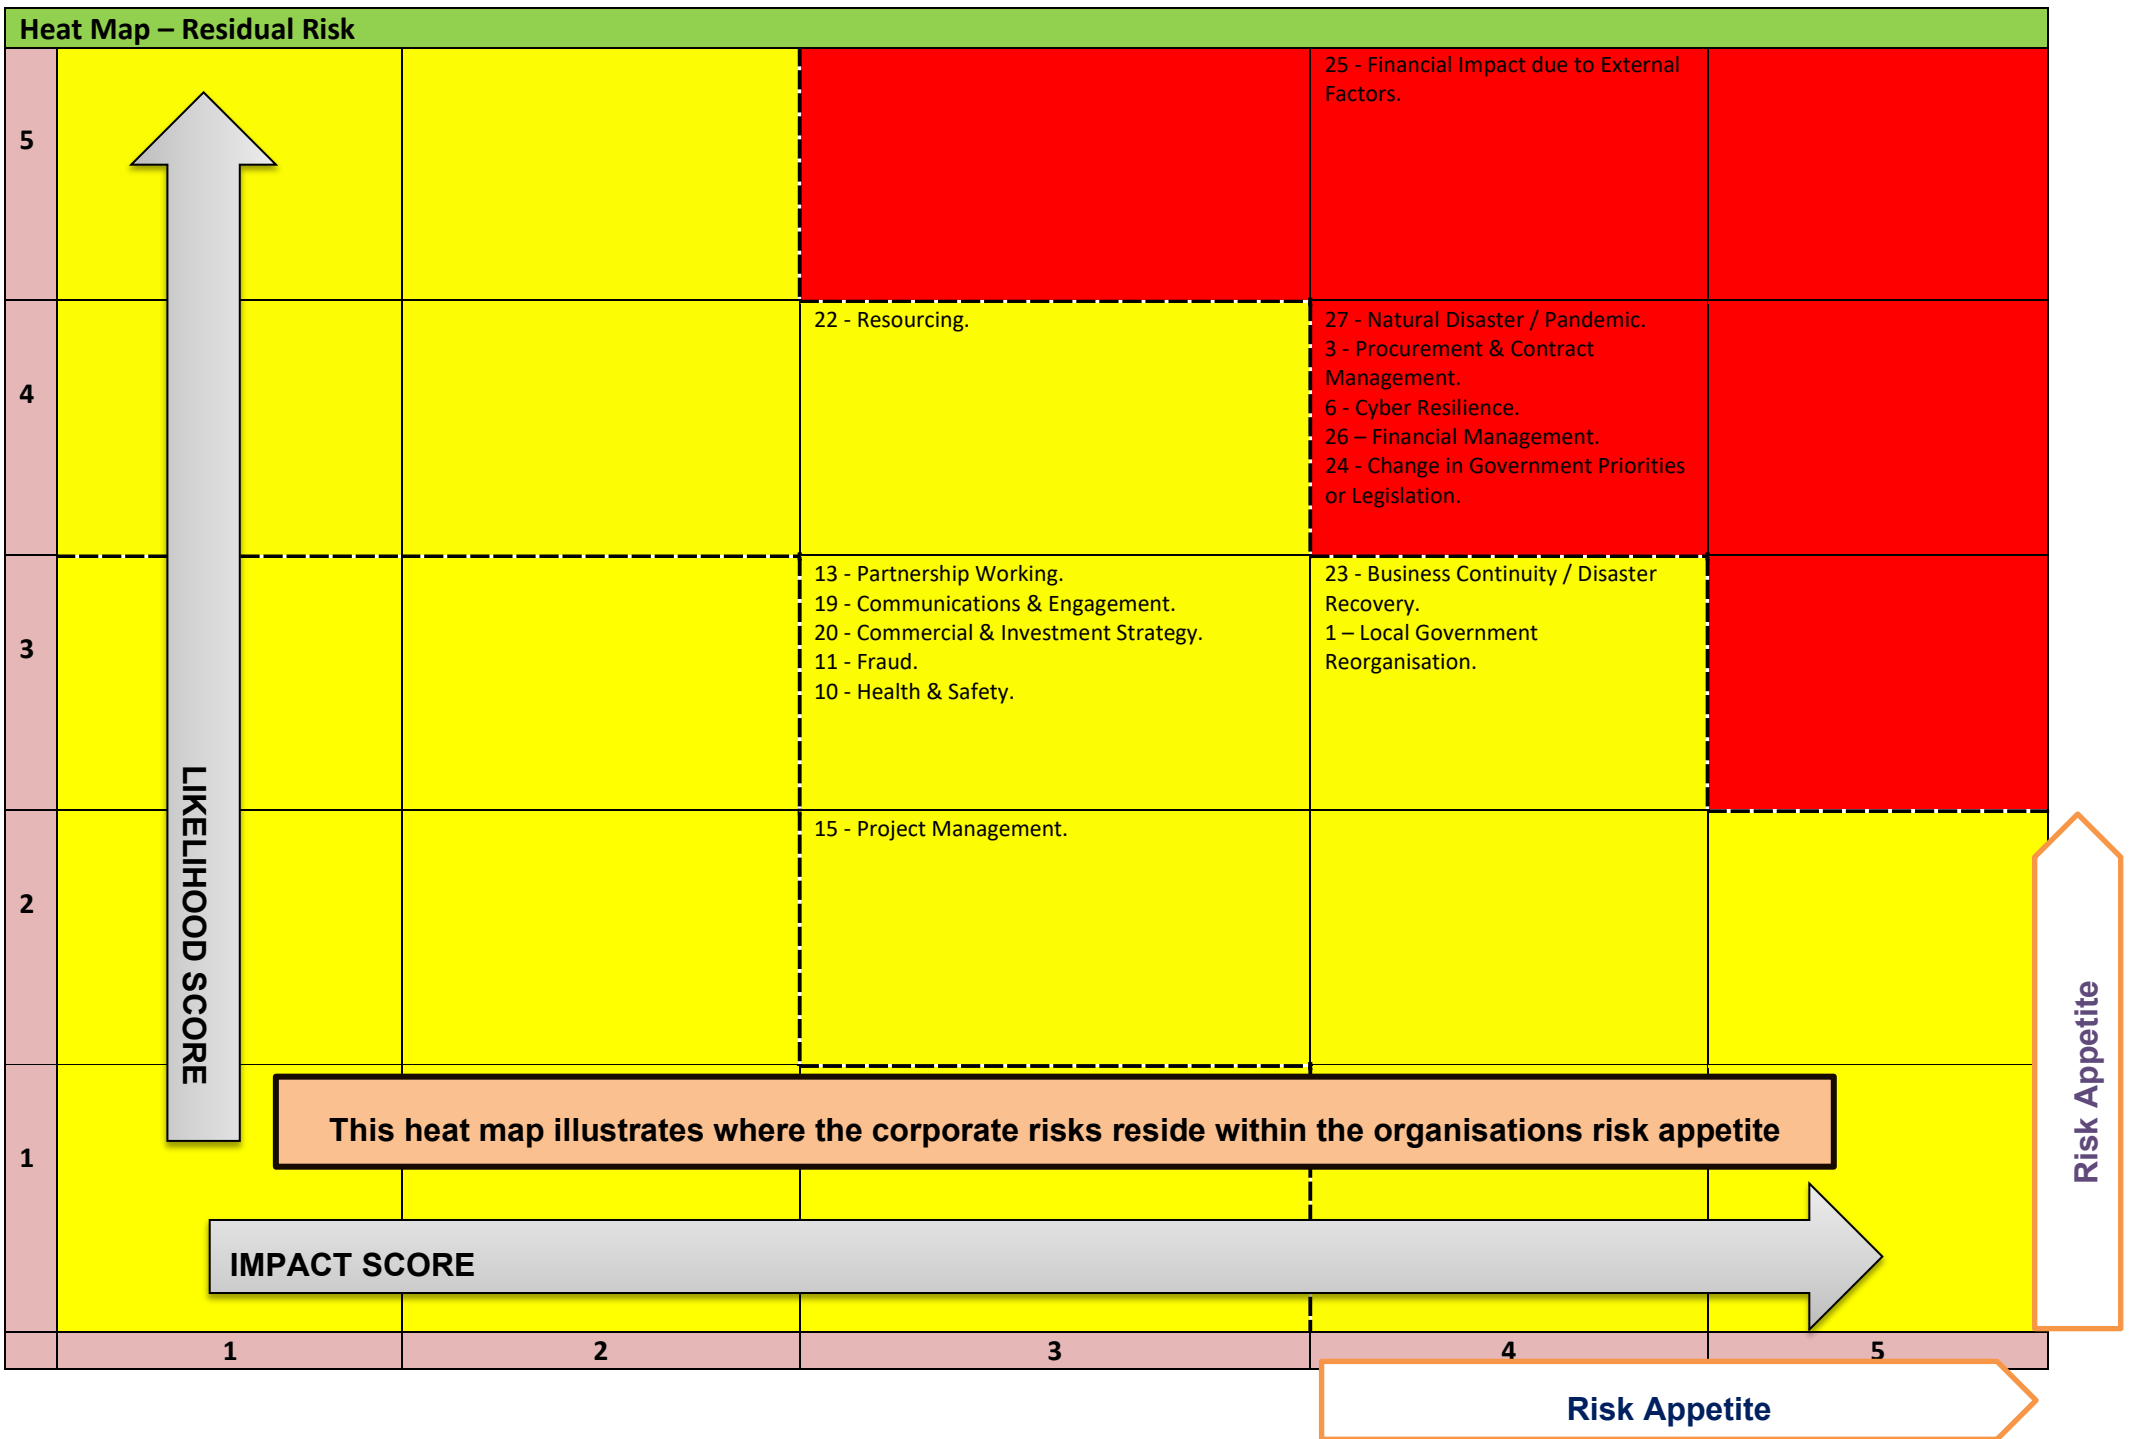 Heat Map – Residual Risk
5
25 - Financial Impact due to External
Factors.
4
22 - Resourcing.
27 - Natural Disaster / Pandemic.
3 - Procurement & Contract
Management.
6 - Cyber Resilience.
26 – Financial Management.
24 - Change in Government Priorities
or Legislation.
3
13 - Partnership Working.
19 - Communications & Engagement.
20 - Commercial & Investment Strategy.
11 - Fraud.
10 - Health & Safety.
23 - Business Continuity / Disaster
Recovery.
1 – Local Government
Reorganisation.
2
15 - Project Management.
LIKELIHOOD SCORE
Risk Appetite
1
This heat map illustrates where the corporate risks reside within the organisations risk appetite
IMPACT SCORE
1 2 3 4 5
Risk Appetite